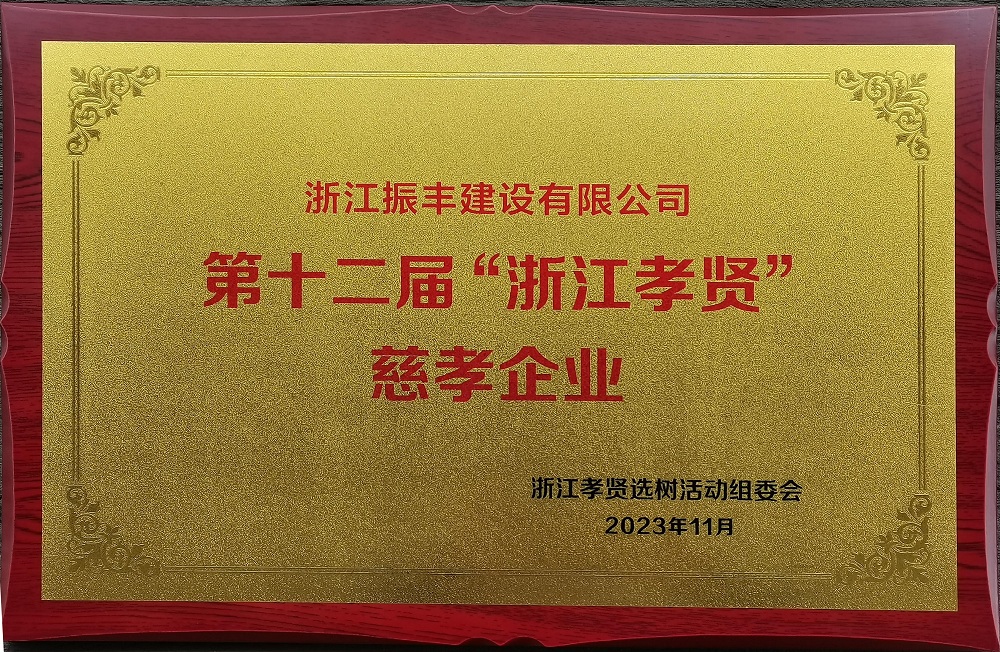 浙江振丰建设有限公司
第十二届“浙江孝贤”
慈孝企业
浙江孝贤选树活动组委会
2023年11月